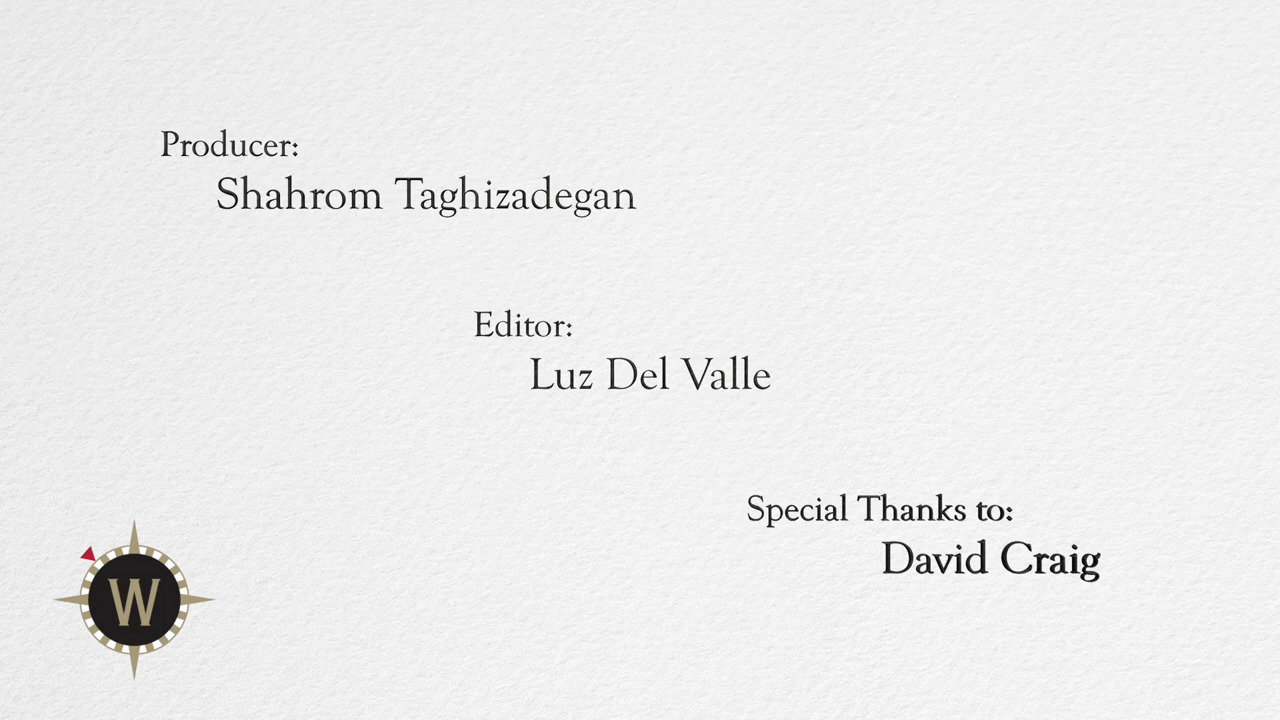 Producer:
Shahrom Taghizadegan
Editor:
Luz Del Valle
Special Thanks to:
David Craig
W